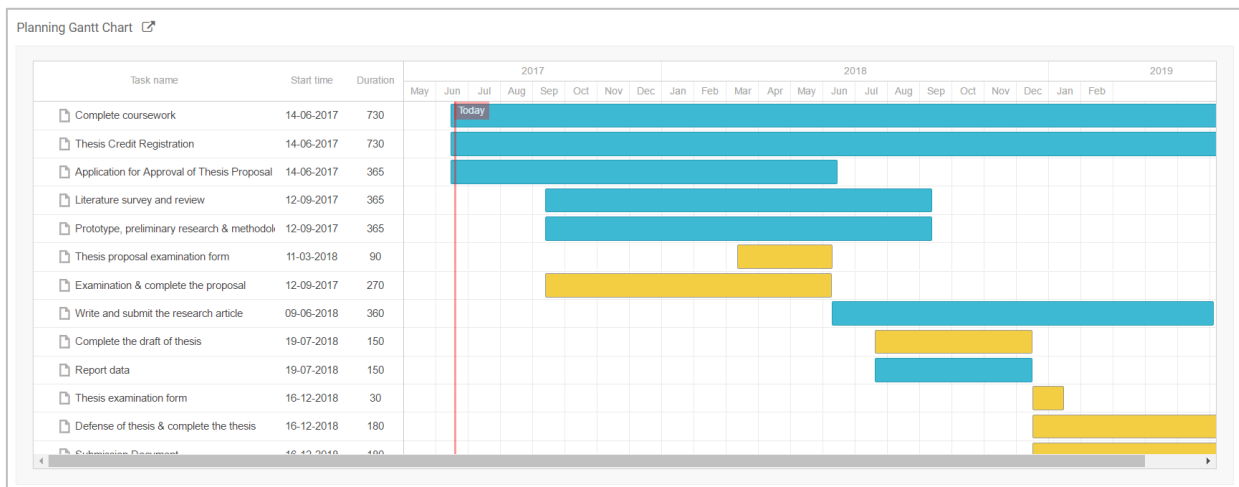 Planning Gantt Chart
Task name Start time Duration 2017 2018 2019
May Jun Jul Aug Sep Oct Nov Dec Jan Feb Mar Apr May Jun Jul Aug Sep Oct Nov Dec Jan Feb
Complete coursework 14-06-2017 730 Today
Thesis Credit Registration 14-06-2017 730
Application for Approval of Thesis Proposal 14-06-2017 365
Literature survey and review 12-09-2017 365
Prototype, preliminary research & methodol 12-09-2017 365
Thesis proposal examination form 11-03-2018 90
Examination & complete the proposal 12-09-2017 270
Write and submit the research article 09-06-2018 360
Complete the draft of thesis 19-07-2018 150
Report data 19-07-2018 150
Thesis examination form 16-12-2018 30
Defense of thesis & complete the thesis 16-12-2018 180
Submission Document 16-12-2018 180